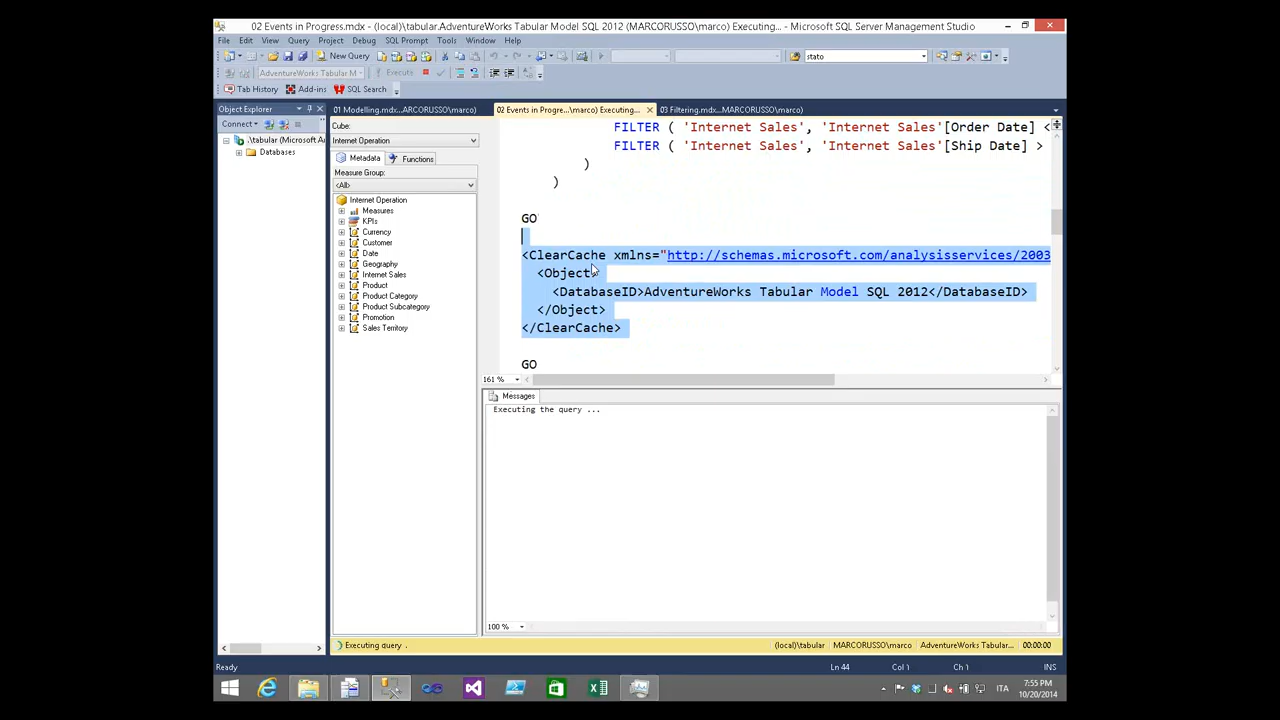 02 Events in Progress.mdx - (local)\tabular.AdventureWorks Tabular Model SQL 2012 (MARCORUSSO\marco) Executing... - Microsoft SQL Server Management Studio
File Edit View Query Project Debug SQL Prompt Tools Window Help
New Query stato
AdventureWorks Tabular M Execute
Tab History Add-ins SQL Search
Object Explorer
01 Modelling.mdx...ARCORUSSO\marco)
02 Events in Progre...\marco) Executing...
03 Filtering.mdx...MARCORUSSO\marco)
Connect
.\tabular (Microsoft Ar
Databases
Cube:
Internet Operation
Metadata Functions
Measure Group:
<All>
Internet Operation
Measures
KPIs
Currency
Customer
Date
Geography
Internet Sales
Product
Product Category
Product Subcategory
Promotion
Sales Territory
FILTER ( 'Internet Sales', 'Internet Sales'[Order Date] <
FILTER ( 'Internet Sales', 'Internet Sales'[Ship Date] >
)
)
GO
<ClearCache xmlns="http://schemas.microsoft.com/analysisservices/2003
<Object>
<DatabaseID>AdventureWorks Tabular Model SQL 2012</DatabaseID>
</Object>
</ClearCache>
GO
161 %
Messages
Executing the query ...
100 %
Executing query .
(local)\tabular MARCORUSSO\marco AdventureWorks Tabular... 00:00:00
Ready Ln 44 Col 1 Ch 1 INS
ITA
7:55 PM
10/20/2014